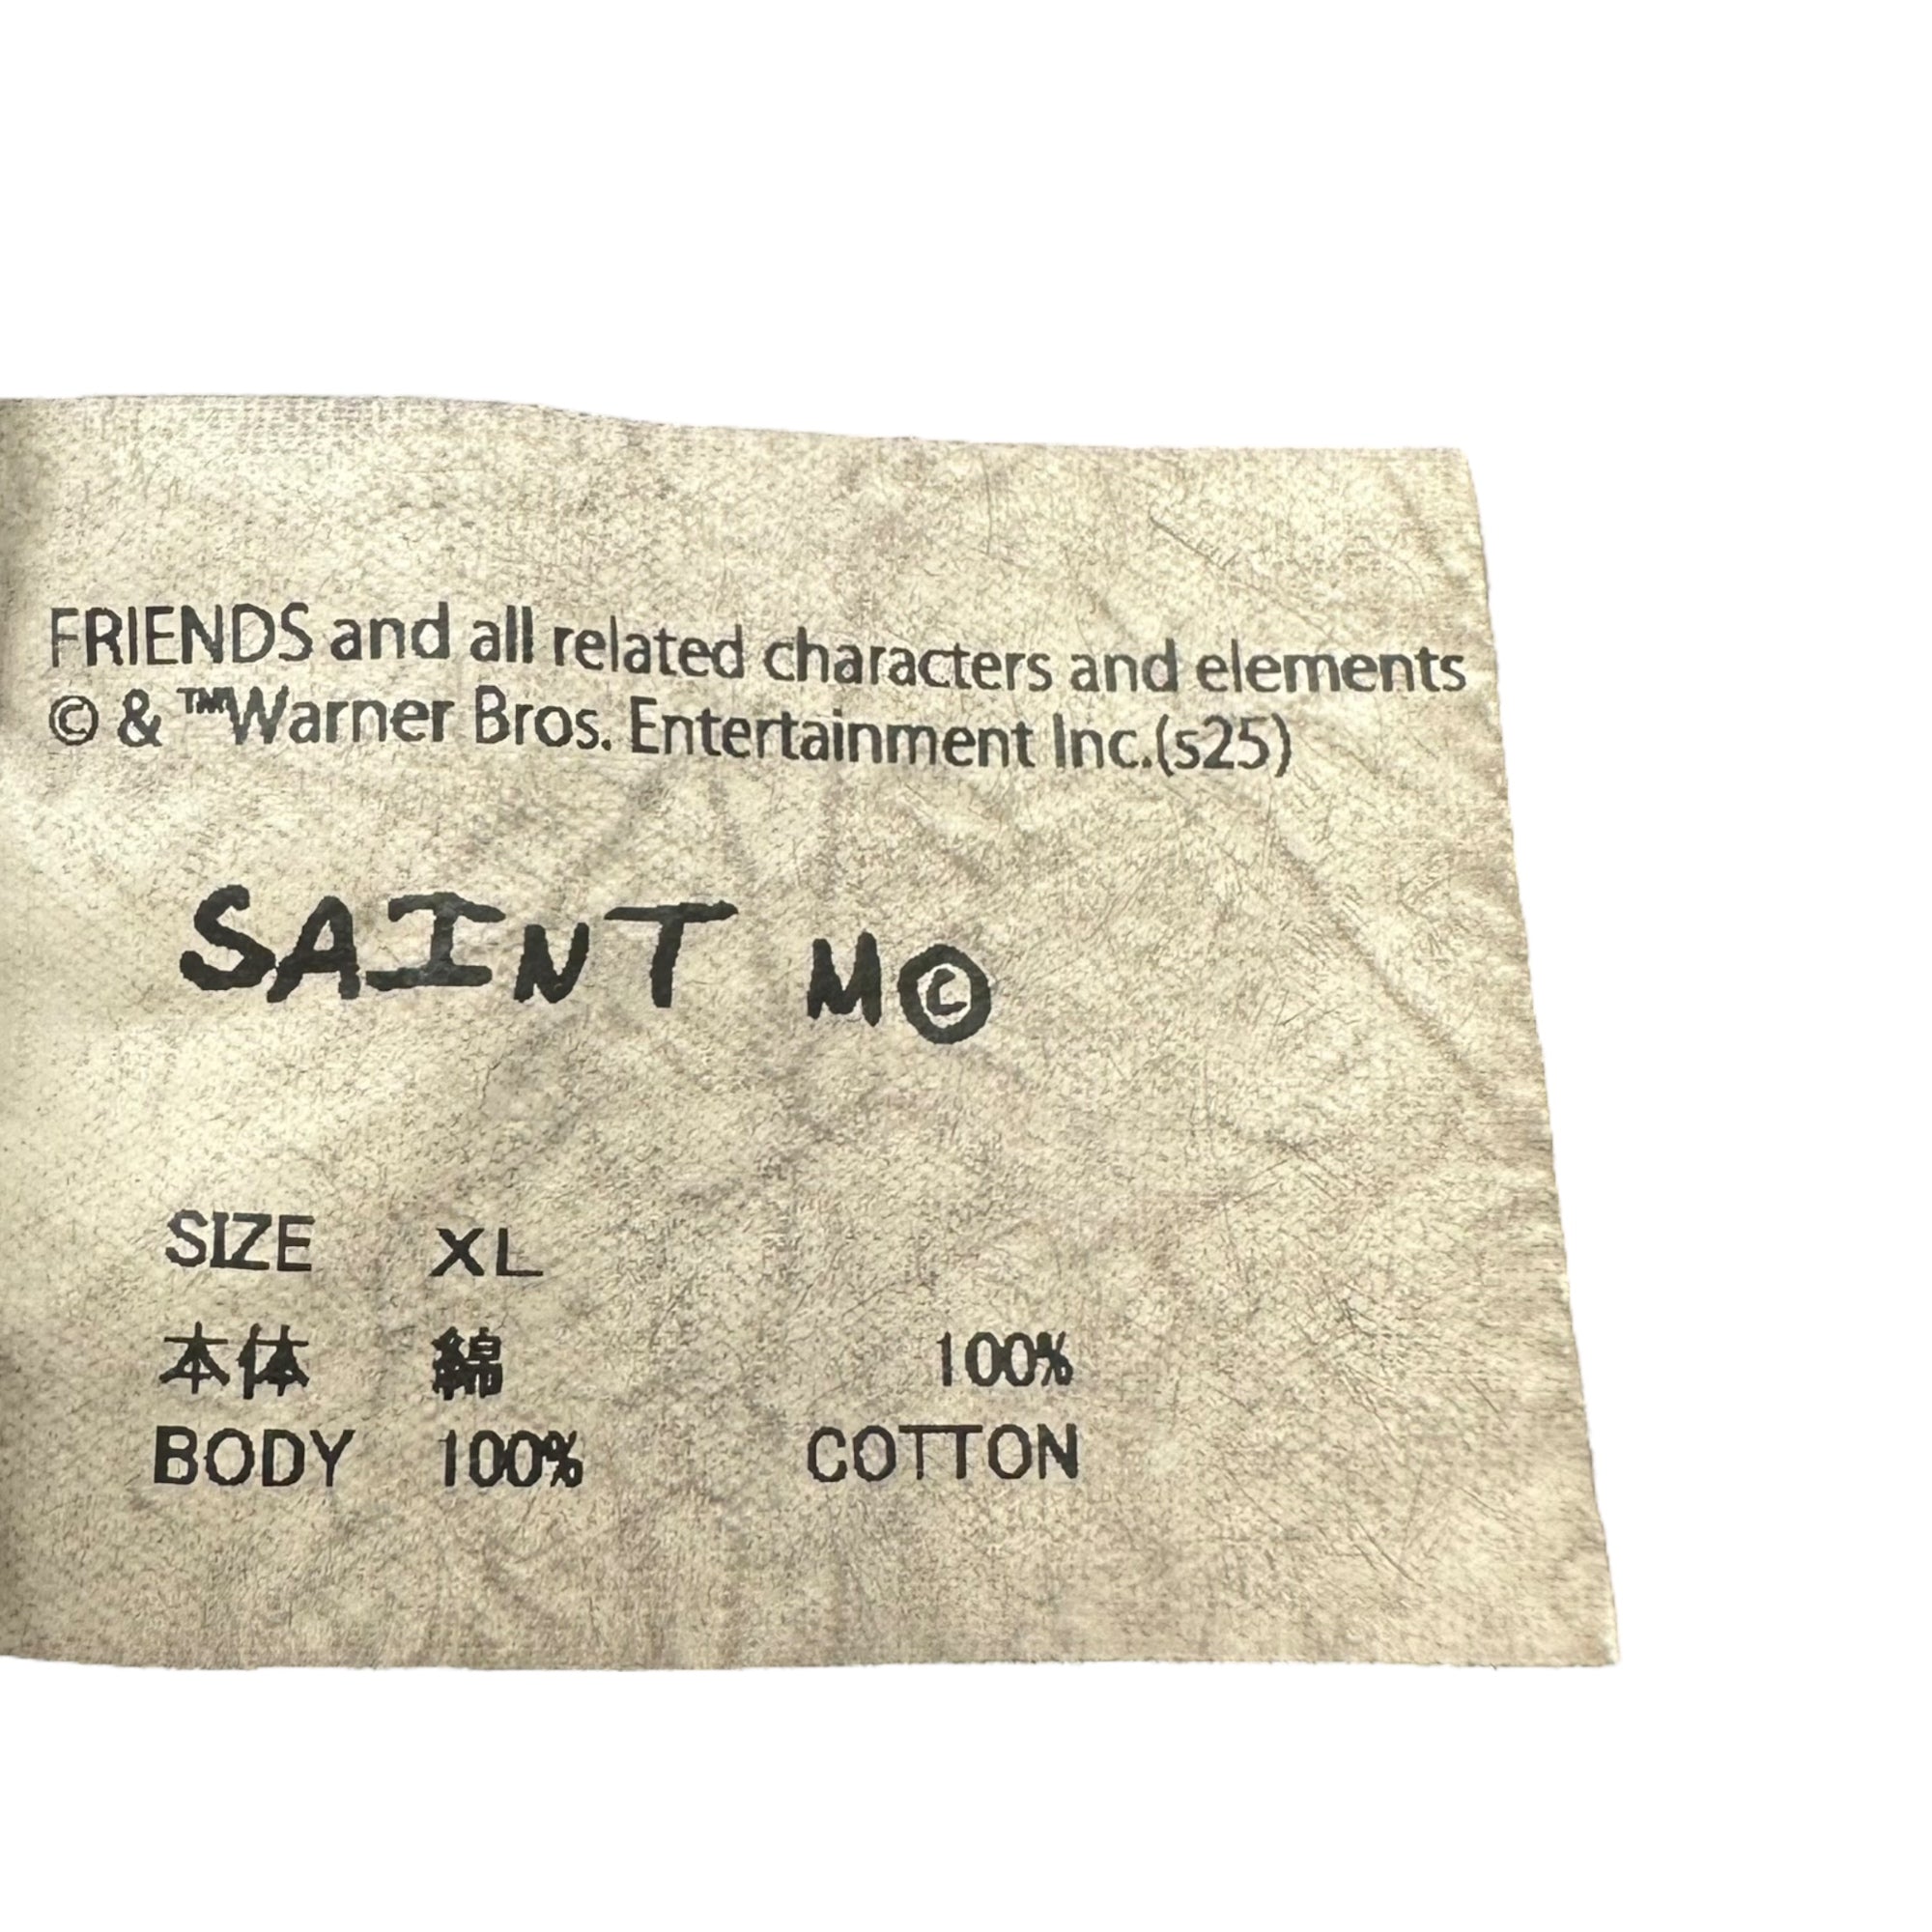 FRIENDS and all related characters and elements
© & ™Warner Bros. Entertainment Inc.(s25)
SAINT M©
SIZE XL
本体 綿 100%
BODY 100% COTTON